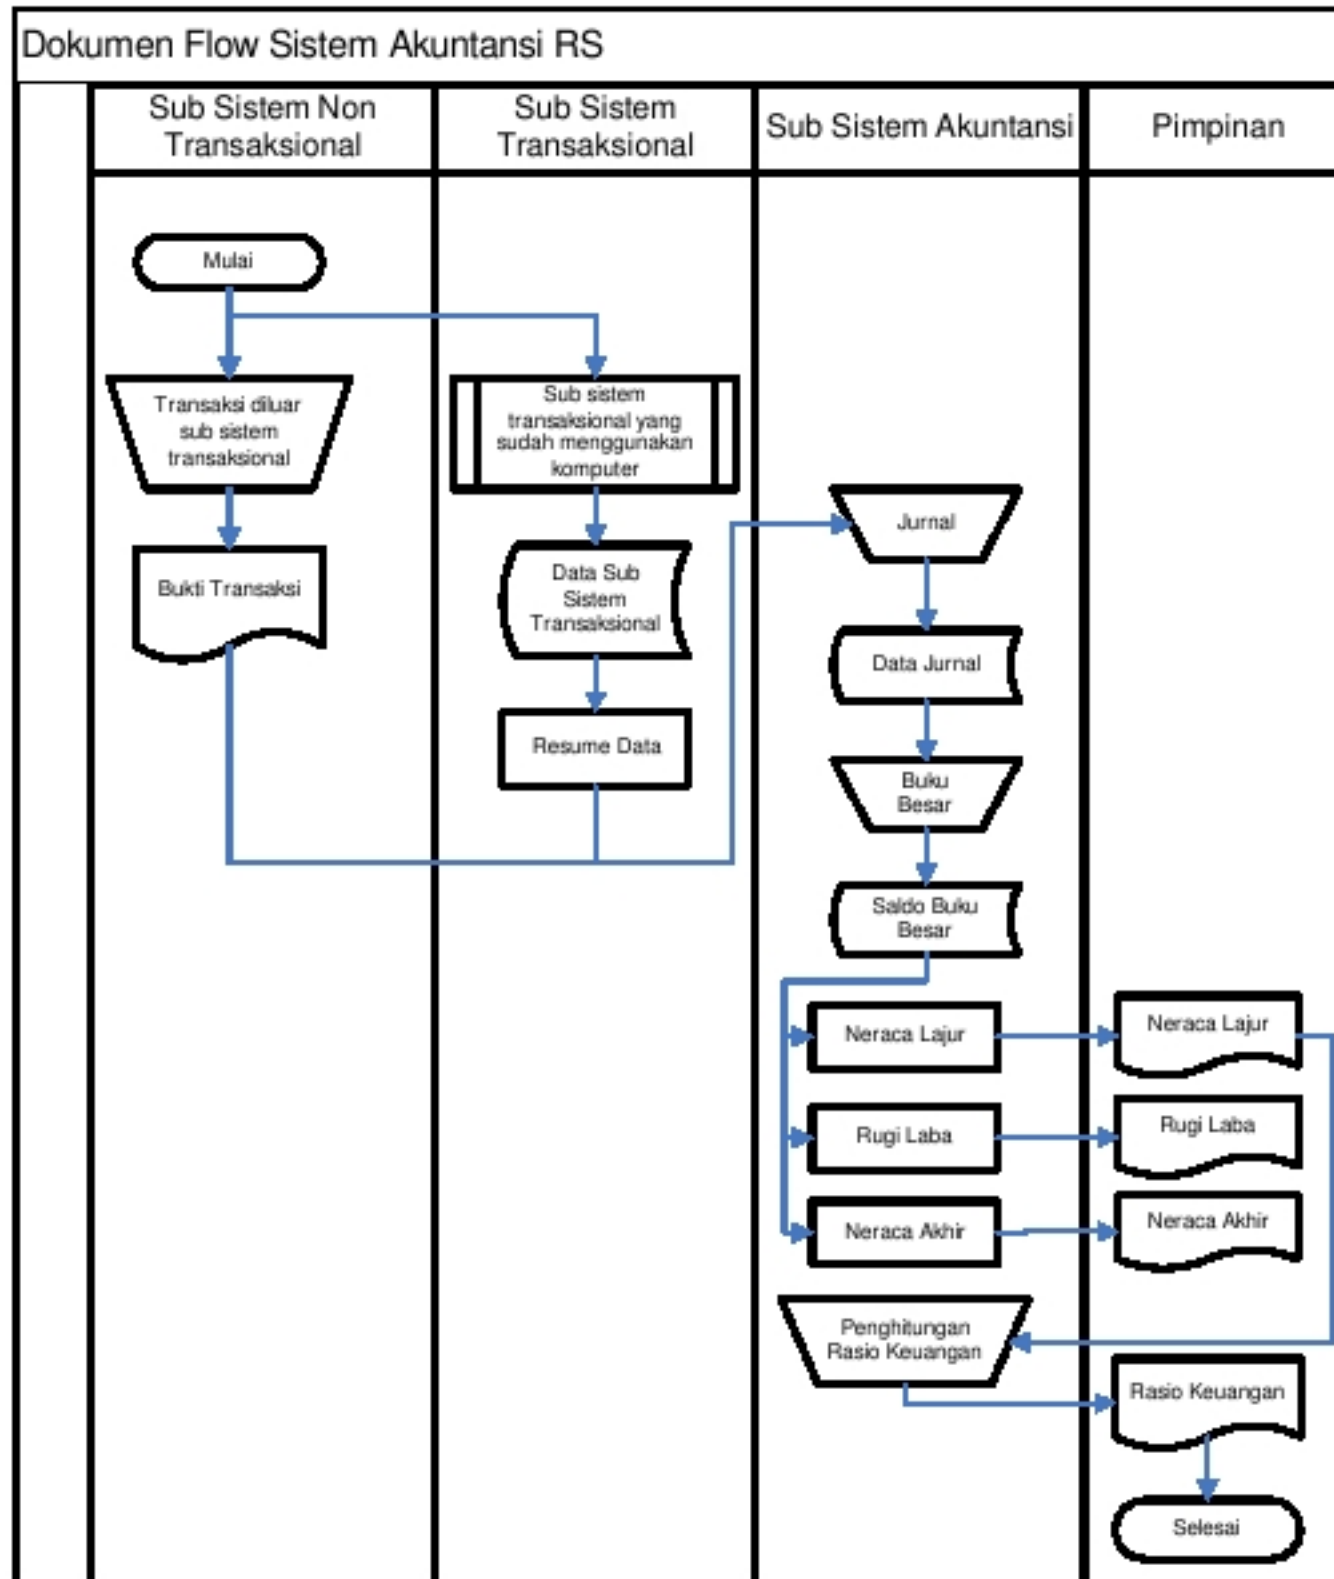 Dokumen Flow Sistem Akuntansi RS
Sub Sistem Non
Transaksional
Sub Sistem
Transaksional
Sub Sistem Akuntansi
Pimpinan
Mulai
Transaksi diluar
sub sistem
transaksional
Bukti Transaksi
Sub sistem
transaksional yang
sudah menggunakan
komputer
Data Sub
Sistem
Transaksional
Resume Data
Jurnal
Data Jurnal
Buku
Besar
Saldo Buku
Besar
Neraca Lajur
Rugi Laba
Neraca Akhir
Penghitungan
Rasio Keuangan
Neraca Lajur
Rugi Laba
Neraca Akhir
Rasio Keuangan
Selesai